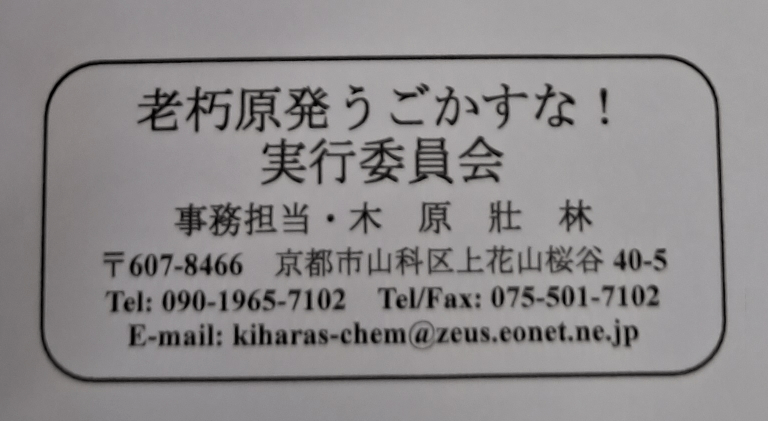 老朽原発うごかすな！
実行委員会
事務担当・木　原　壯　林
〒607-8466　京都市山科区上花山桜谷 40-5
Tel: 090-1965-7102　Tel/Fax: 075-501-7102
E-mail: kiharas-chem@zeus.eonet.ne.jp